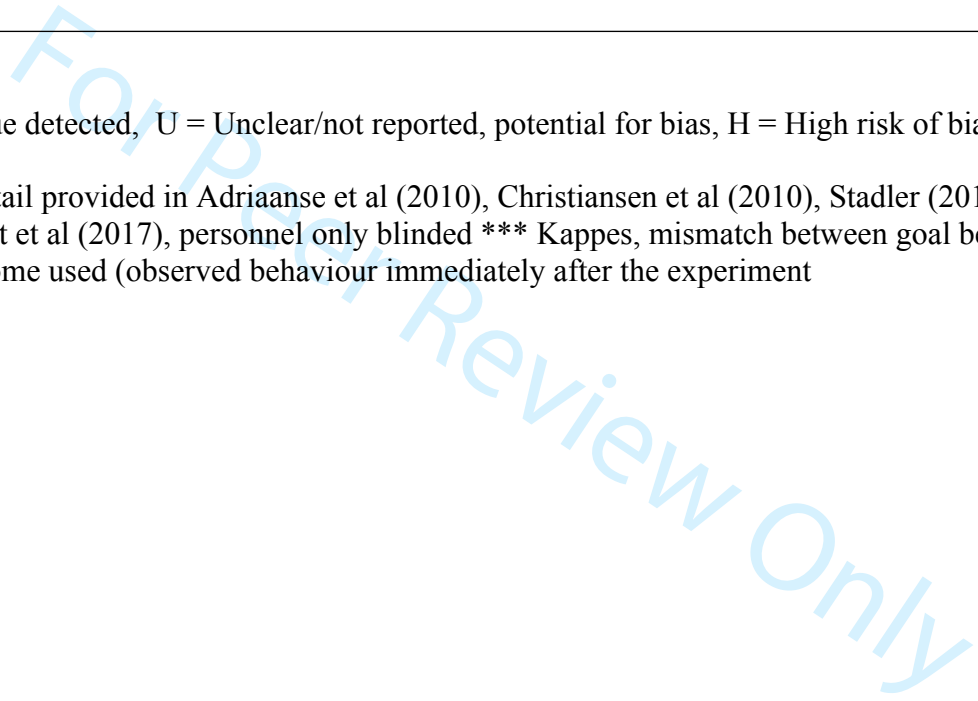 e detected, U = Unclear/not reported, potential for bias, H = High risk of bia
ail provided in Adriaanse et al (2010), Christiansen et al (2010), Stadler (201
t et al (2017), personnel only blinded *** Kappes, mismatch between goal be
me used (observed behaviour immediately after the experiment
For Peer Review Only